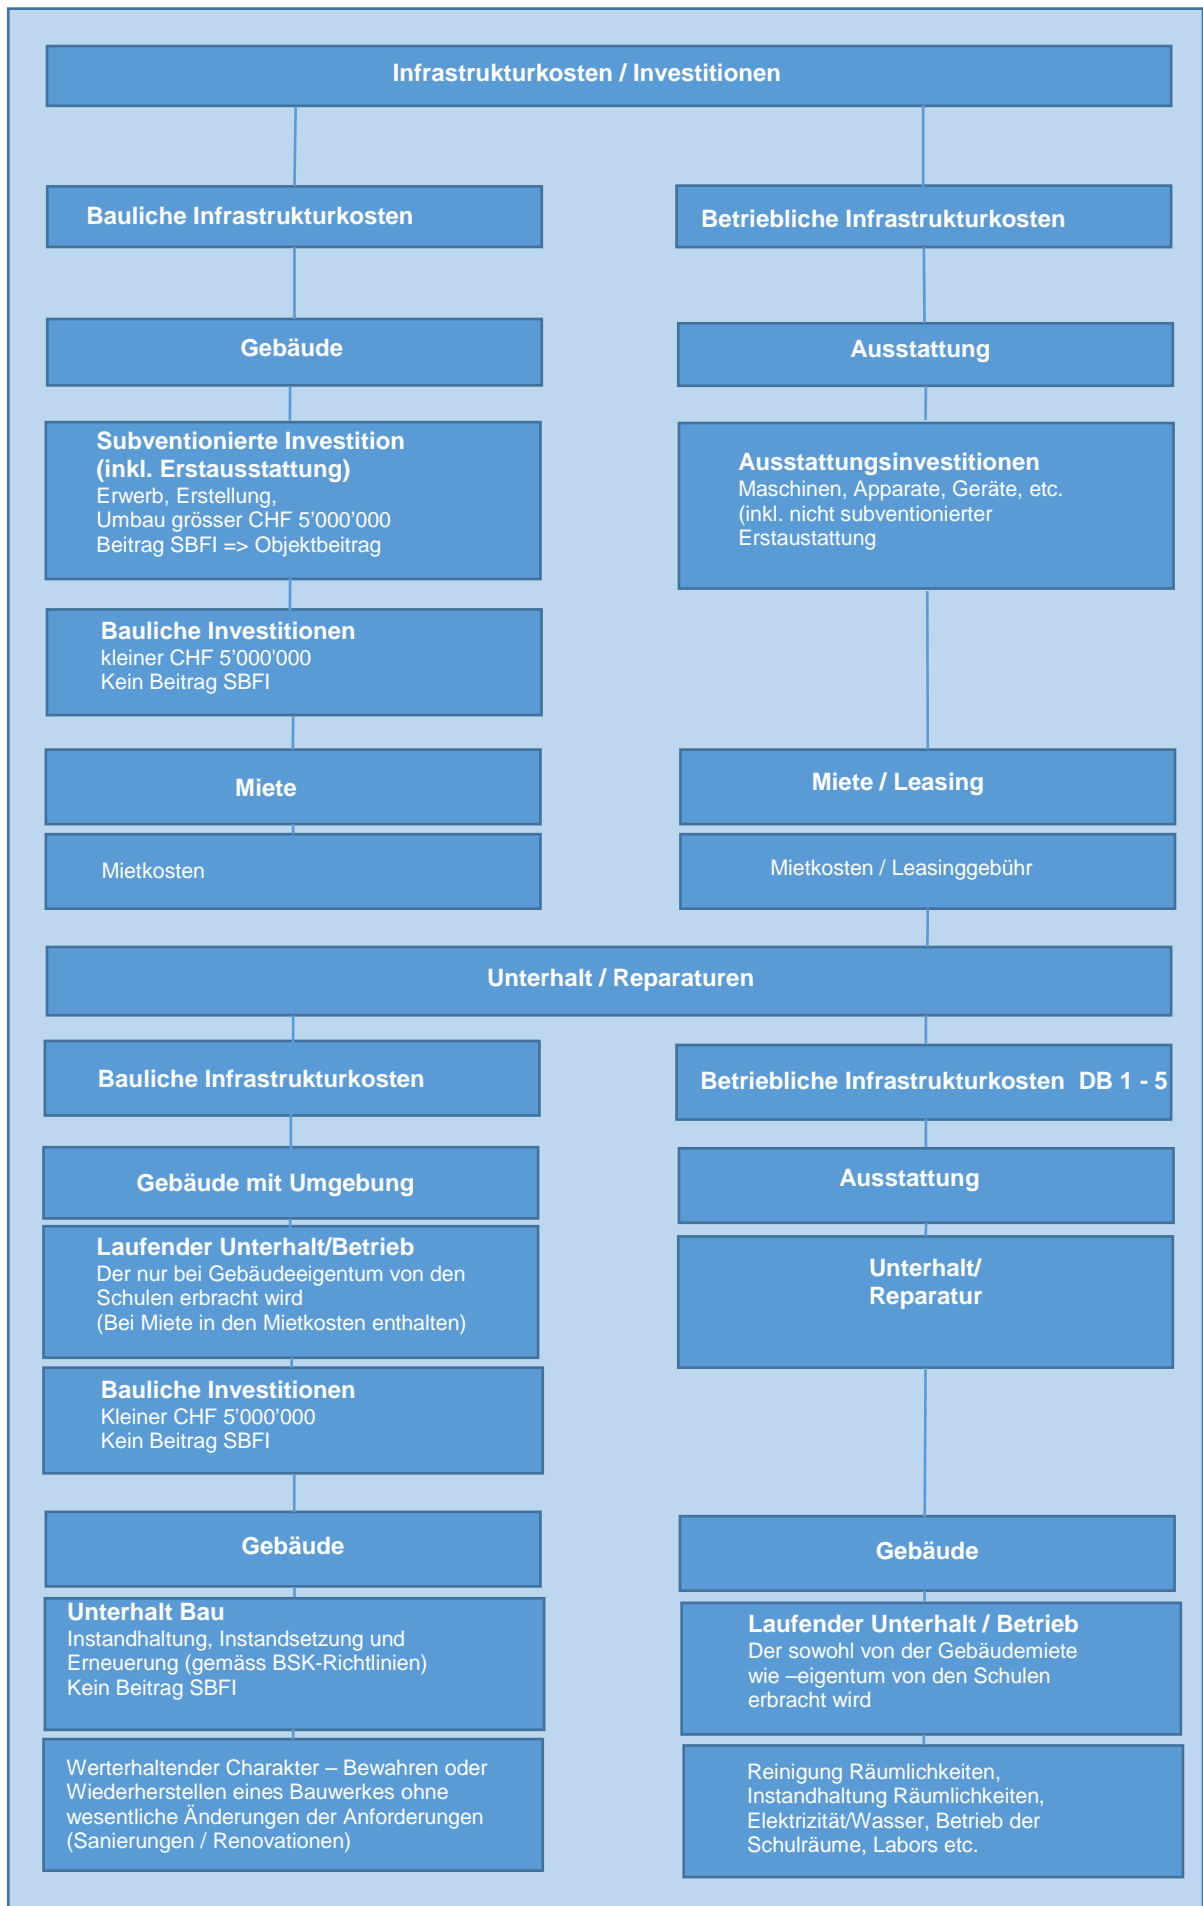 Infrastrukturkosten / Investitionen
Bauliche Infrastrukturkosten
Betriebliche Infrastrukturkosten
Gebäude
Ausstattung
Subventionierte Investition
(inkl. Erstausstattung)
Erwerb, Erstellung,
Umbau grösser CHF 5’000’000
Beitrag SBFI => Objektbeitrag
Ausstattungsinvestitionen
Maschinen, Apparate, Geräte, etc.
(inkl. nicht subventionierter
Erstaustattung
Bauliche Investitionen
kleiner CHF 5’000'000
Kein Beitrag SBFI
Miete
Miete / Leasing
Mietkosten
Mietkosten / Leasinggebühr
Unterhalt / Reparaturen
Bauliche Infrastrukturkosten
Betriebliche Infrastrukturkosten DB 1 - 5
Gebäude mit Umgebung
Ausstattung
Laufender Unterhalt/Betrieb
Der nur bei Gebäudeeigentum von den
Schulen erbracht wird
(Bei Miete in den Mietkosten enthalten)
Unterhalt/
Reparatur
Bauliche Investitionen
Kleiner CHF 5’000’000
Kein Beitrag SBFI
Gebäude
Gebäude
Unterhalt Bau
Instandhaltung, Instandsetzung und
Erneuerung (gemäss BSK-Richtlinien)
Kein Beitrag SBFI
Laufender Unterhalt / Betrieb
Der sowohl von der Gebäudemiete
wie –eigentum von den Schulen
erbracht wird
Werterhaltender Charakter – Bewahren oder
Wiederherstellen eines Bauwerkes ohne
wesentliche Änderungen der Anforderungen
(Sanierungen / Renovationen)
Reinigung Räumlichkeiten,
Instandhaltung Räumlichkeiten,
Elektrizität/Wasser, Betrieb der
Schulräume, Labors etc.